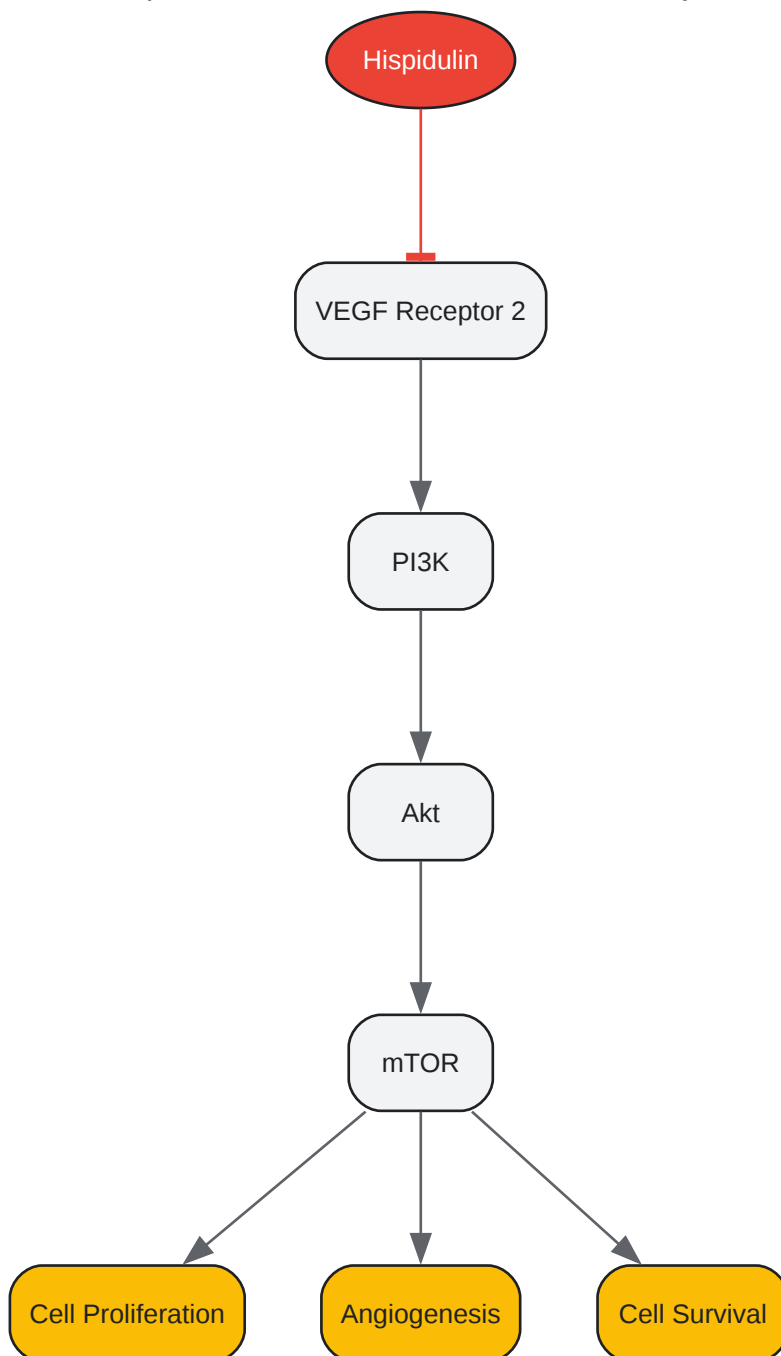 Hispidulin
VEGF Receptor 2
PI3K
Akt
mTOR
Cell Proliferation
Angiogenesis
Cell Survival